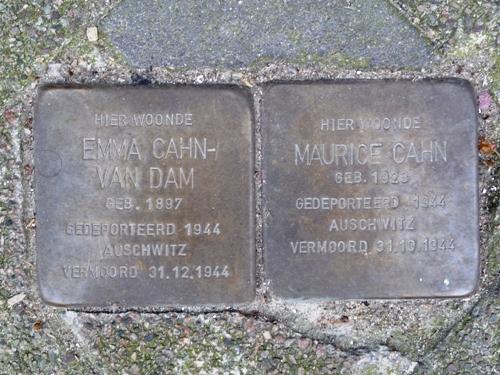 HIER WOONDE
EMMA CAHN-
VAN DAM
GEB. 1897
GEDEPORTEERD 1944
AUSCHWITZ
VERMOORD 31.12.1944
HIER WOONDE
MAURICE CAHN
GEB. 1923
GEDEPORTEERD 1944
AUSCHWITZ
VERMOORD 31.10.1944